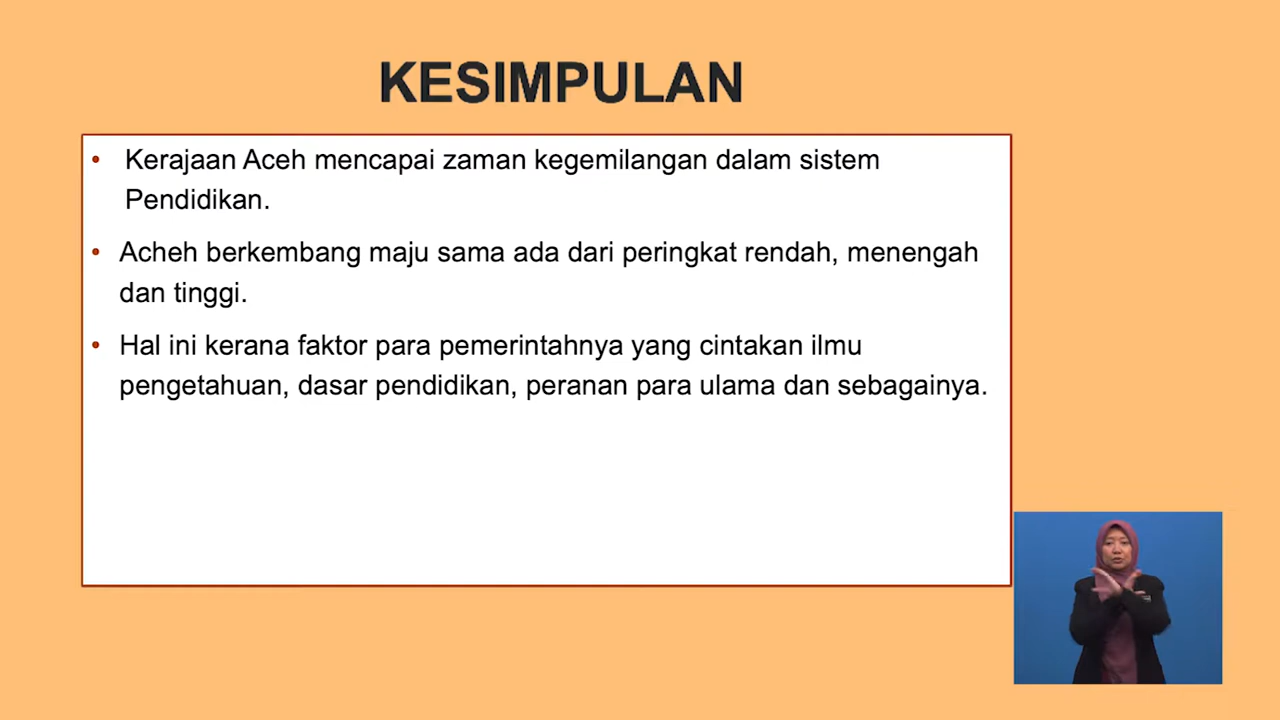 KESIMPULAN
• Kerajaan Aceh mencapai zaman kegemilangan dalam sistem
Pendidikan.
• Acheh berkembang maju sama ada dari peringkat rendah, menengah
dan tinggi.
• Hal ini kerana faktor para pemerintahnya yang cintakan ilmu
pengetahuan, dasar pendidikan, peranan para ulama dan sebagainya.